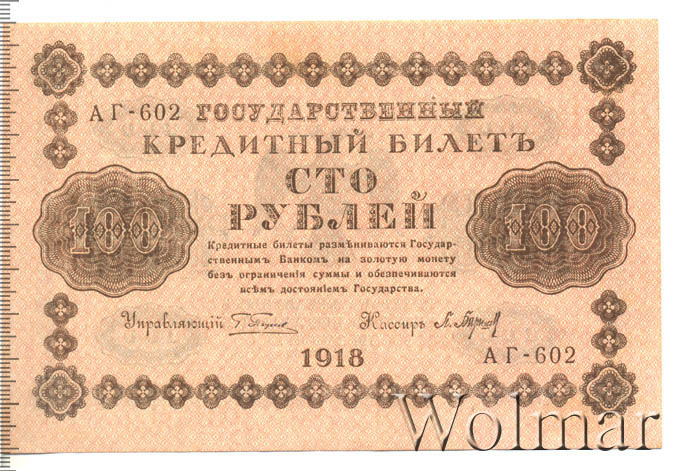 АГ-602 ГОСУДАРСТВЕННЫЙ
КРЕДИТНЫЙ БИЛЕТЪ
СТО
РУБЛЕЙ
100
100
Кредитные билеты размѣниваются Государ-
ственнымъ Банкомъ на золотую монету
безъ ограниченія суммы и обезпечиваются
всѣмъ достояніемъ Государства.
Управляющій
Кассиръ
1918
АГ-602
Wolmar